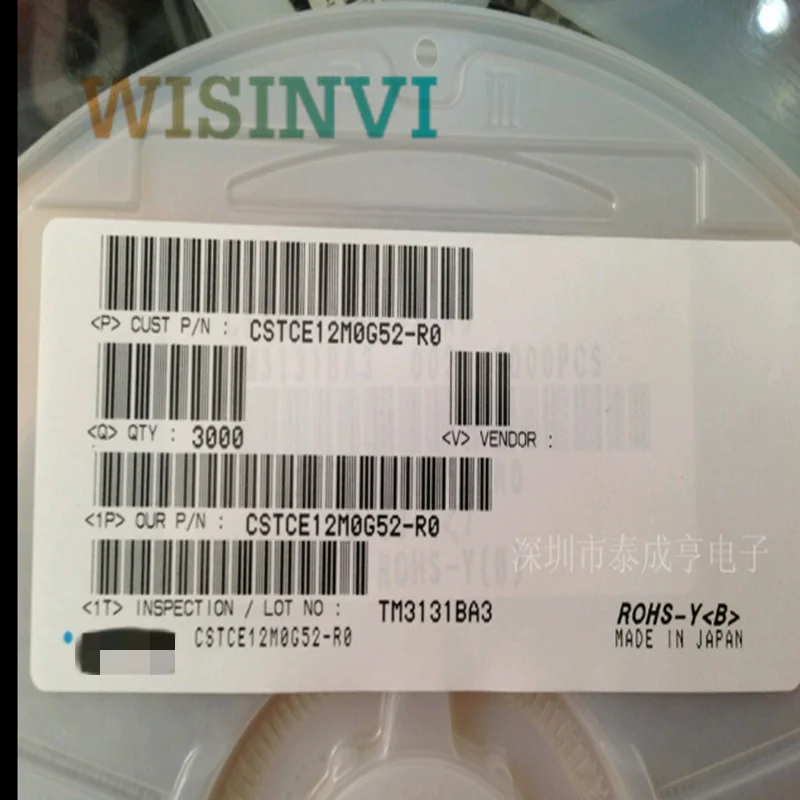 WISINVI
<P> CUST P/N : CSTCE12M0G52-R0
<Q> QTY : 3000
<V> VENDOR :
<1P> OUR P/N : CSTCE12M0G52-R0
深圳市泰成亨电子
ROHS-Y(B)
<1T> INSPECTION / LOT NO : TM3131BA3
ROHS-Y<B>
CSTCE12M0G52-R0
MADE IN JAPAN